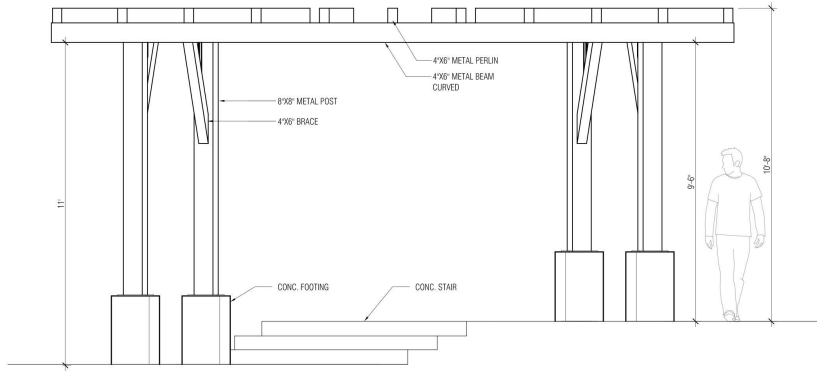 4"X6" METAL PERLIN
4"X6" METAL BEAM
CURVED
8"X8" METAL POST
4"X6" BRACE
11'
9'-6"
10'-8"
CONC. FOOTING
CONC. STAIR